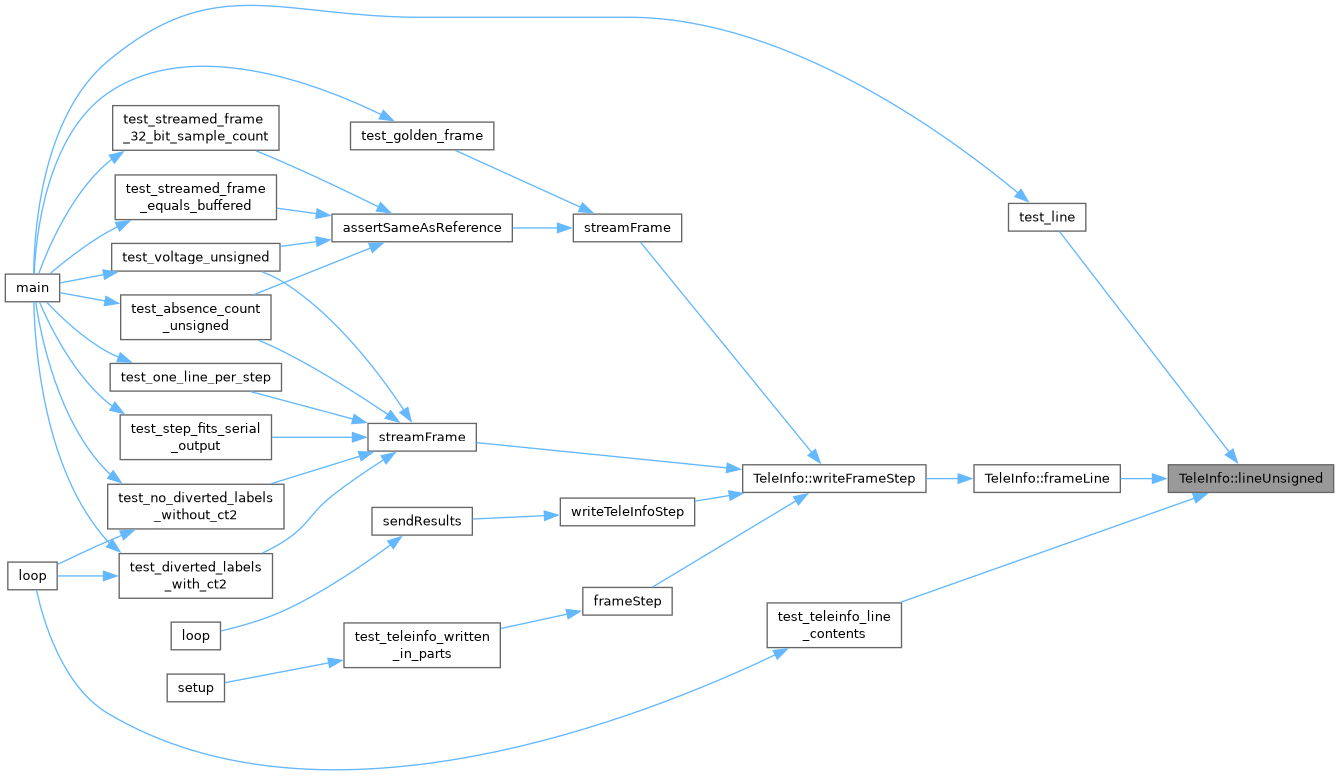 test_streamed_frame
_32_bit_sample_count
test_golden_frame
test_streamed_frame
_equals_buffered
test_line
assertSameAsReference
streamFrame
test_voltage_unsigned
main
test_absence_count
_unsigned
test_one_line_per_step
test_step_fits_serial
_output
streamFrame
TeleInfo::writeFrameStep
TeleInfo::frameLine
TeleInfo::lineUnsigned
test_no_diverted_labels
_without_ct2
writeTeleInfoStep
sendResults
test_diverted_labels
_with_ct2
loop
frameStep
test_teleinfo_line
_contents
loop
test_teleinfo_written
_in_parts
setup